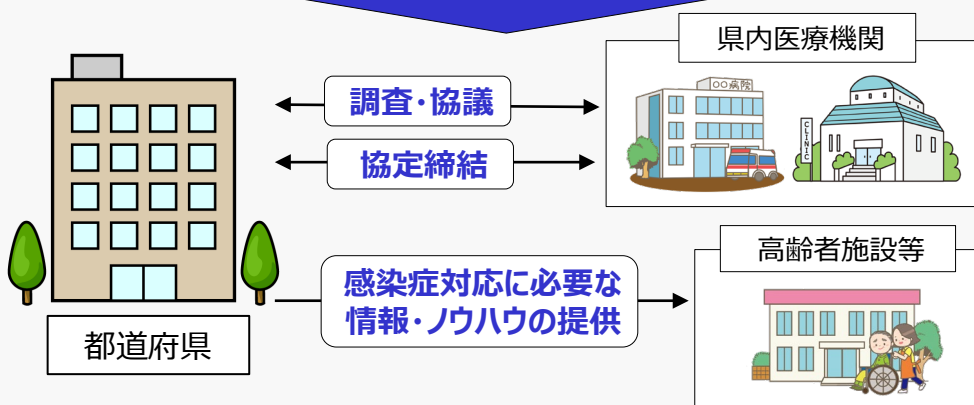 県内医療機関
〇〇病院
CLINIC
調査・協議
協定締結
高齢者施設等
感染症対応に必要な
情報・ノウハウの提供
都道府県